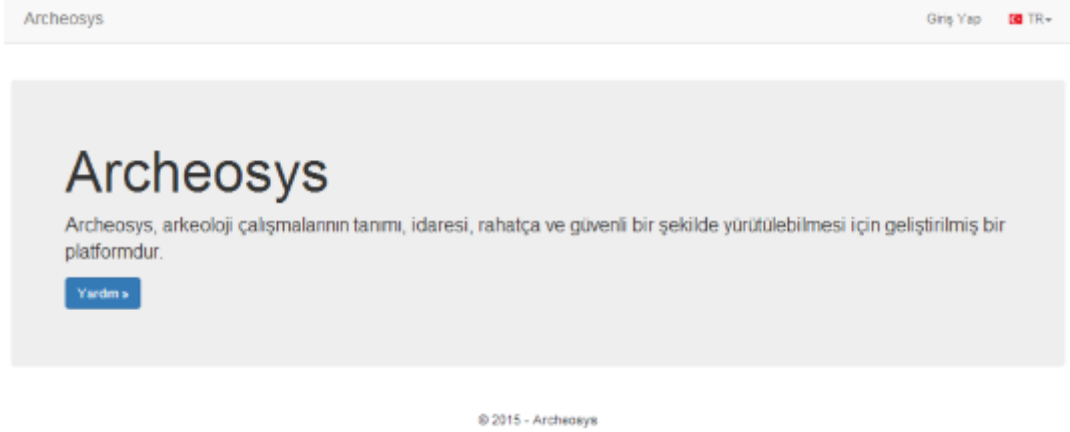 Archeosys
Giriş Yap TR
Archeosys
Archeosys, arkeoloji çalışmalarının tanımı, idaresi, rahatça ve güvenli bir şekilde yürütülebilmesi için geliştirilmiş bir
platformdur.
Yardım »
© 2015 - Archeosys